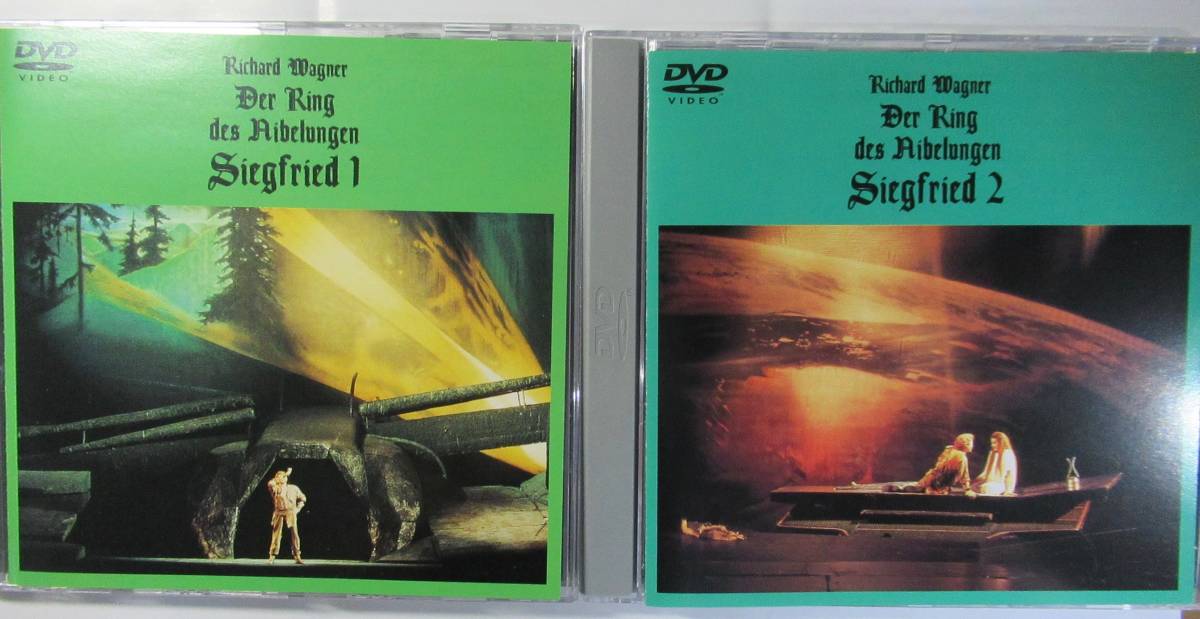 DVD
VIDEO
Richard Wagner
Der Ring
des Nibelungen
Siegfried 1
DVD
DVD
VIDEO
Richard Wagner
Der Ring
des Nibelungen
Siegfried 2